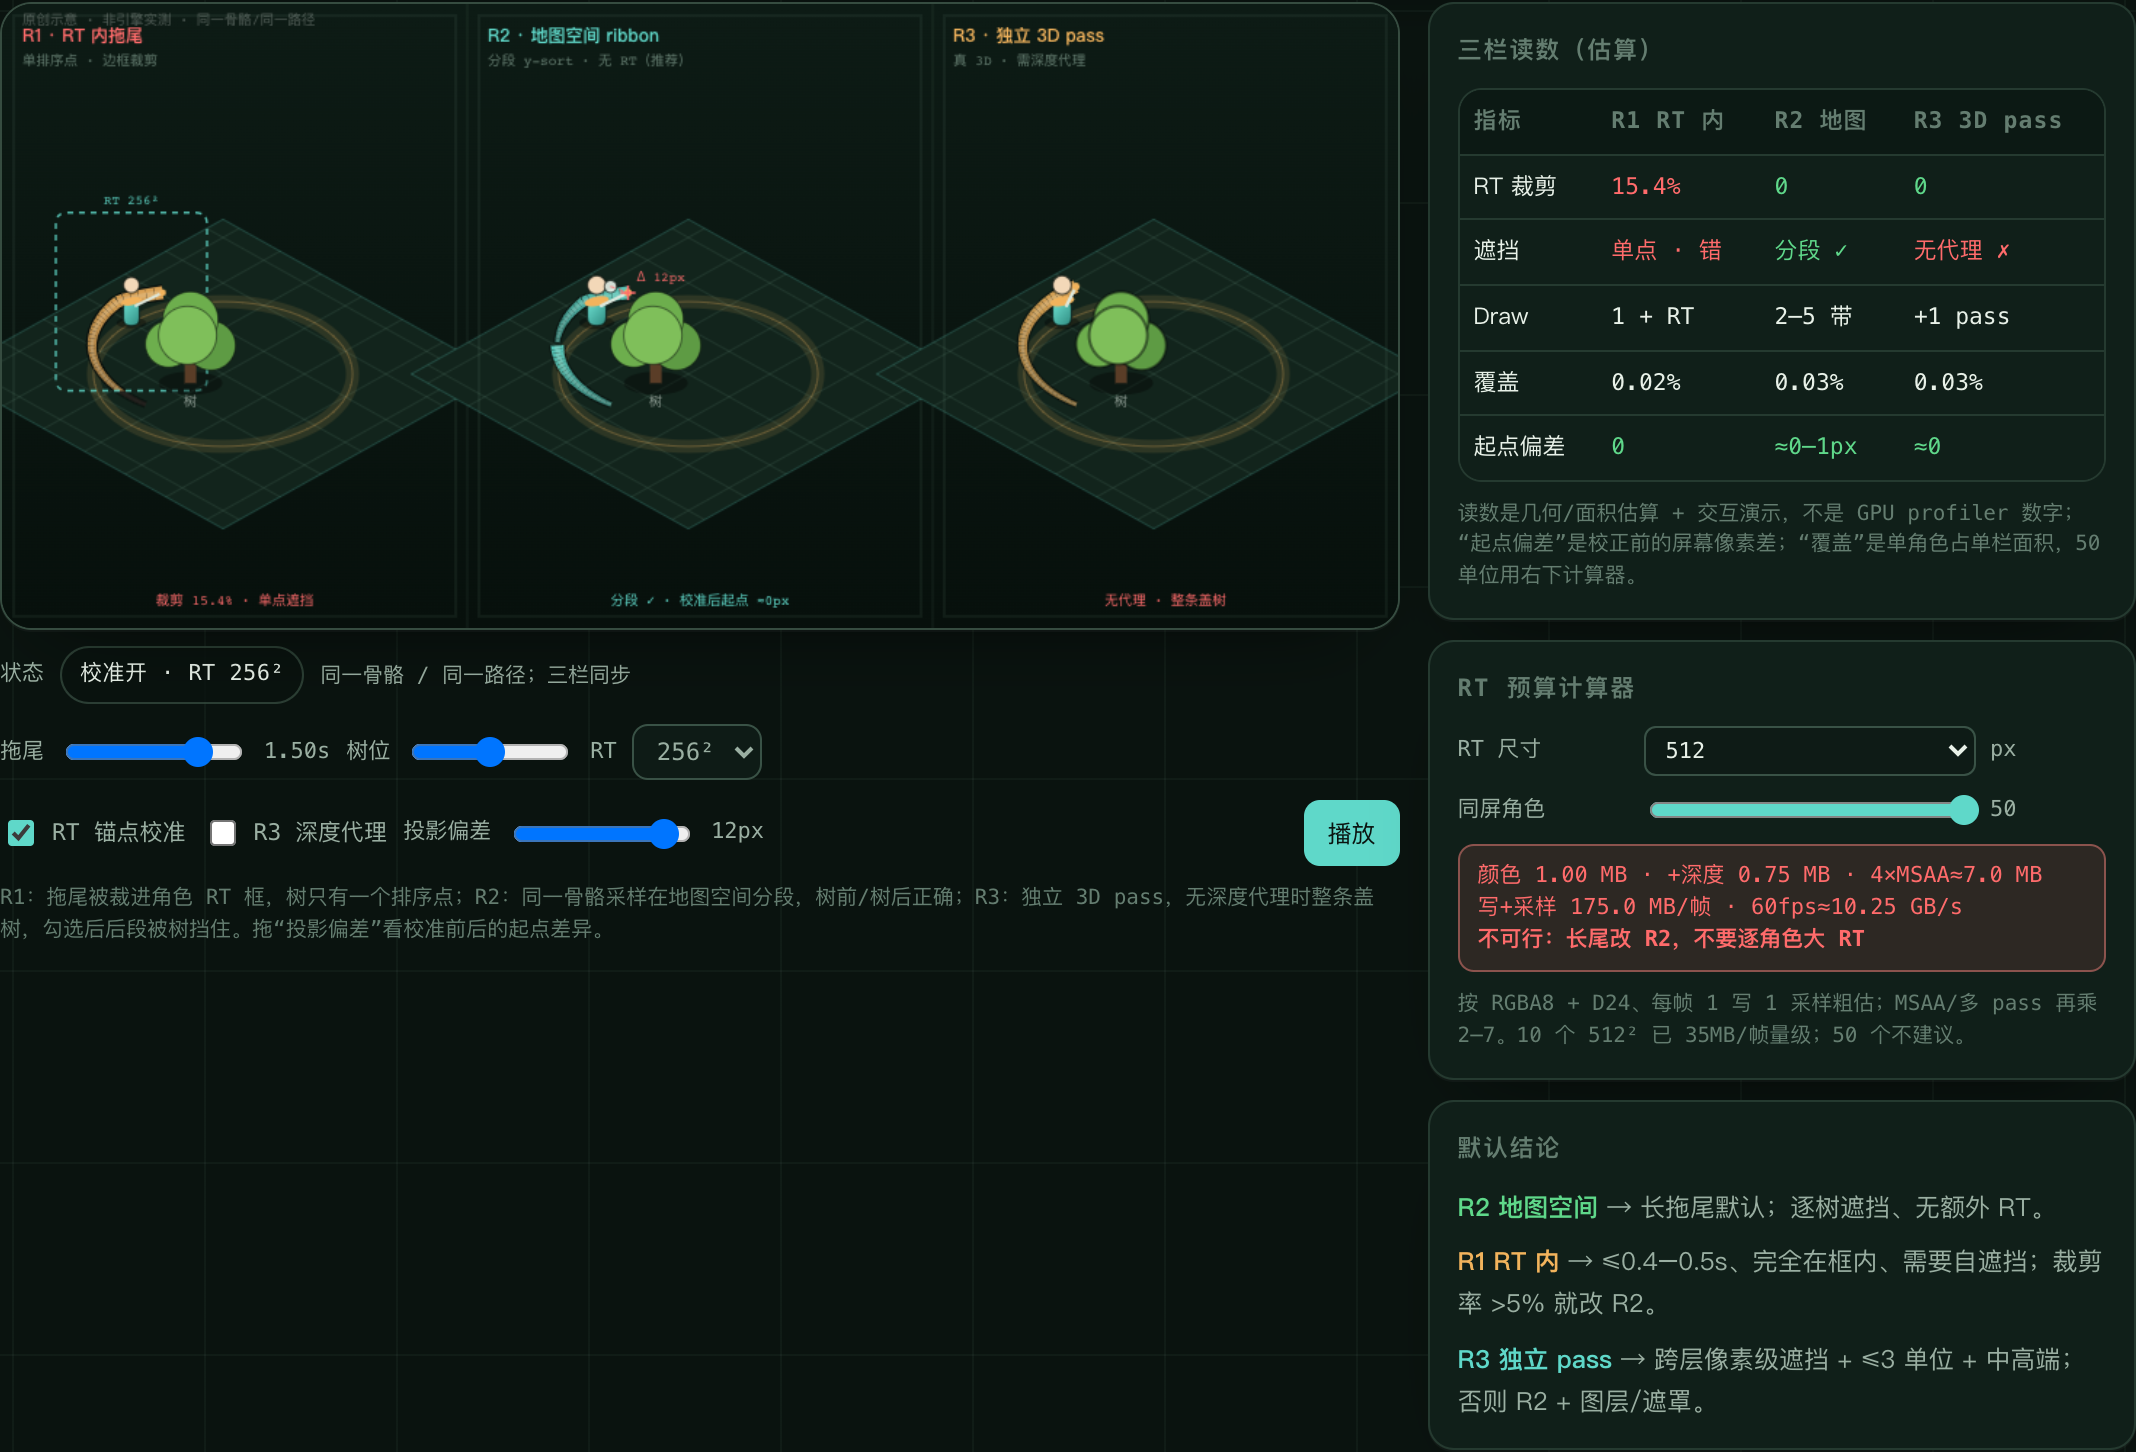 原创示意 · 非引擎实测 · 同一骨骼/同一路径
R1 · RT 内拖尾
单排序点 · 边框裁剪
RT 256²
树
裁剪 15.4% · 单点遮挡
R2 · 地图空间 ribbon
分段 y-sort · 无 RT（推荐）
Δ 12px
树
分段 ✓ · 校准后起点 ≈0px
R3 · 独立 3D pass
真 3D · 需深度代理
树
无代理 · 整条盖树
状态 校准开 · RT 256² 同一骨骼 / 同一路径；三栏同步
拖尾 1.50s 树位 RT 256²
RT 锚点校准 R3 深度代理 投影偏差 12px 播放
R1：拖尾被裁进角色 RT 框，树只有一个排序点；R2：同一骨骼采样在地图空间分段，树前/树后正确；R3：独立 3D pass，无深度代理时整条盖
树，勾选后后段被树挡住。拖“投影偏差”看校准前后的起点差异。
三栏读数（估算）
指标 R1 RT 内 R2 地图 R3 3D pass
RT 裁剪 15.4% 0 0
遮挡 单点 · 错 分段 ✓ 无代理 ✗
Draw 1 + RT 2–5 带 +1 pass
覆盖 0.02% 0.03% 0.03%
起点偏差 0 ≈0–1px ≈0
读数是几何/面积估算 + 交互演示，不是 GPU profiler 数字；
“起点偏差”是校正前的屏幕像素差；“覆盖”是单角色占单栏面积，50
单位用右下计算器。
RT 预算计算器
RT 尺寸 512 px
同屏角色 50
颜色 1.00 MB · +深度 0.75 MB · 4×MSAA≈7.0 MB
写+采样 175.0 MB/帧 · 60fps≈10.25 GB/s
不可行：长尾改 R2，不要逐角色大 RT
按 RGBA8 + D24、每帧 1 写 1 采样粗估；MSAA/多 pass 再乘
2–7。10 个 512² 已 35MB/帧量级；50 个不建议。
默认结论
R2 地图空间 → 长拖尾默认；逐树遮挡、无额外 RT。
R1 RT 内 → ≤0.4–0.5s、完全在框内、需要自遮挡；裁剪
率 >5% 就改 R2。
R3 独立 pass → 跨层像素级遮挡 + ≤3 单位 + 中高端；
否则 R2 + 图层/遮罩。